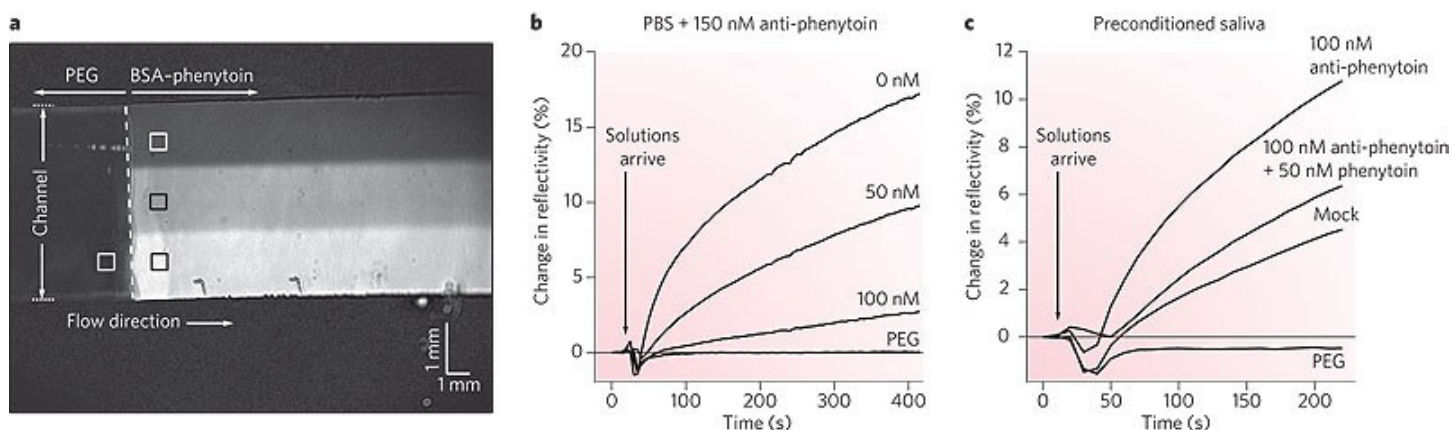 a
PEG
BSA–phenytoin
Channel
Flow direction
1 mm
1 mm
b
PBS + 150 nM anti-phenytoin
Change in reflectivity (%)
20
15
10
5
0
Solutions
arrive
0 nM
50 nM
100 nM
PEG
0
100
200
300
400
Time (s)
c
Preconditioned saliva
Change in reflectivity (%)
12
10
8
6
4
2
0
Solutions
arrive
100 nM
anti-phenytoin
100 nM anti-phenytoin
+ 50 nM phenytoin
Mock
PEG
0
50
100
150
200
Time (s)